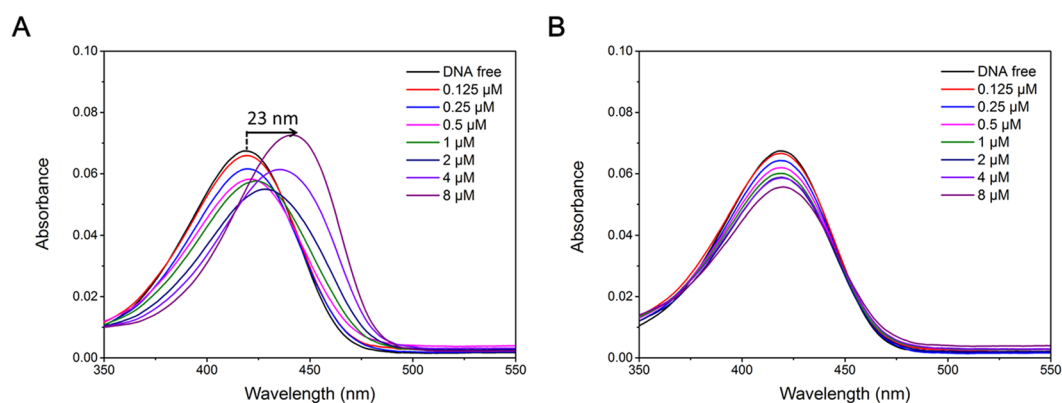 A
B
0.10
0.08
0.06
0.04
0.02
0.00
350
400
450
500
550
Absorbance
Wavelength (nm)
23 nm
DNA free
0.125 µM
0.25 µM
0.5 µM
1 µM
2 µM
4 µM
8 µM
0.10
0.08
0.06
0.04
0.02
0.00
350
400
450
500
550
Absorbance
Wavelength (nm)
DNA free
0.125 µM
0.25 µM
0.5 µM
1 µM
2 µM
4 µM
8 µM